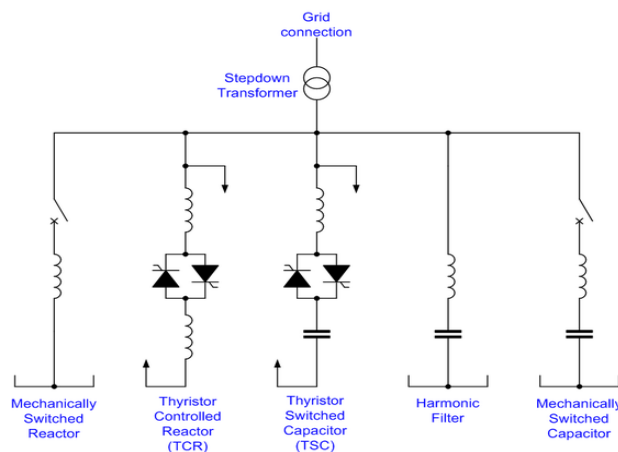 Grid
connection
Stepdown
Transformer
Mechanically
Switched
Reactor
Thyristor
Controlled
Reactor
(TCR)
Thyristor
Switched
Capacitor
(TSC)
Harmonic
Filter
Mechanically
Switched
Capacitor